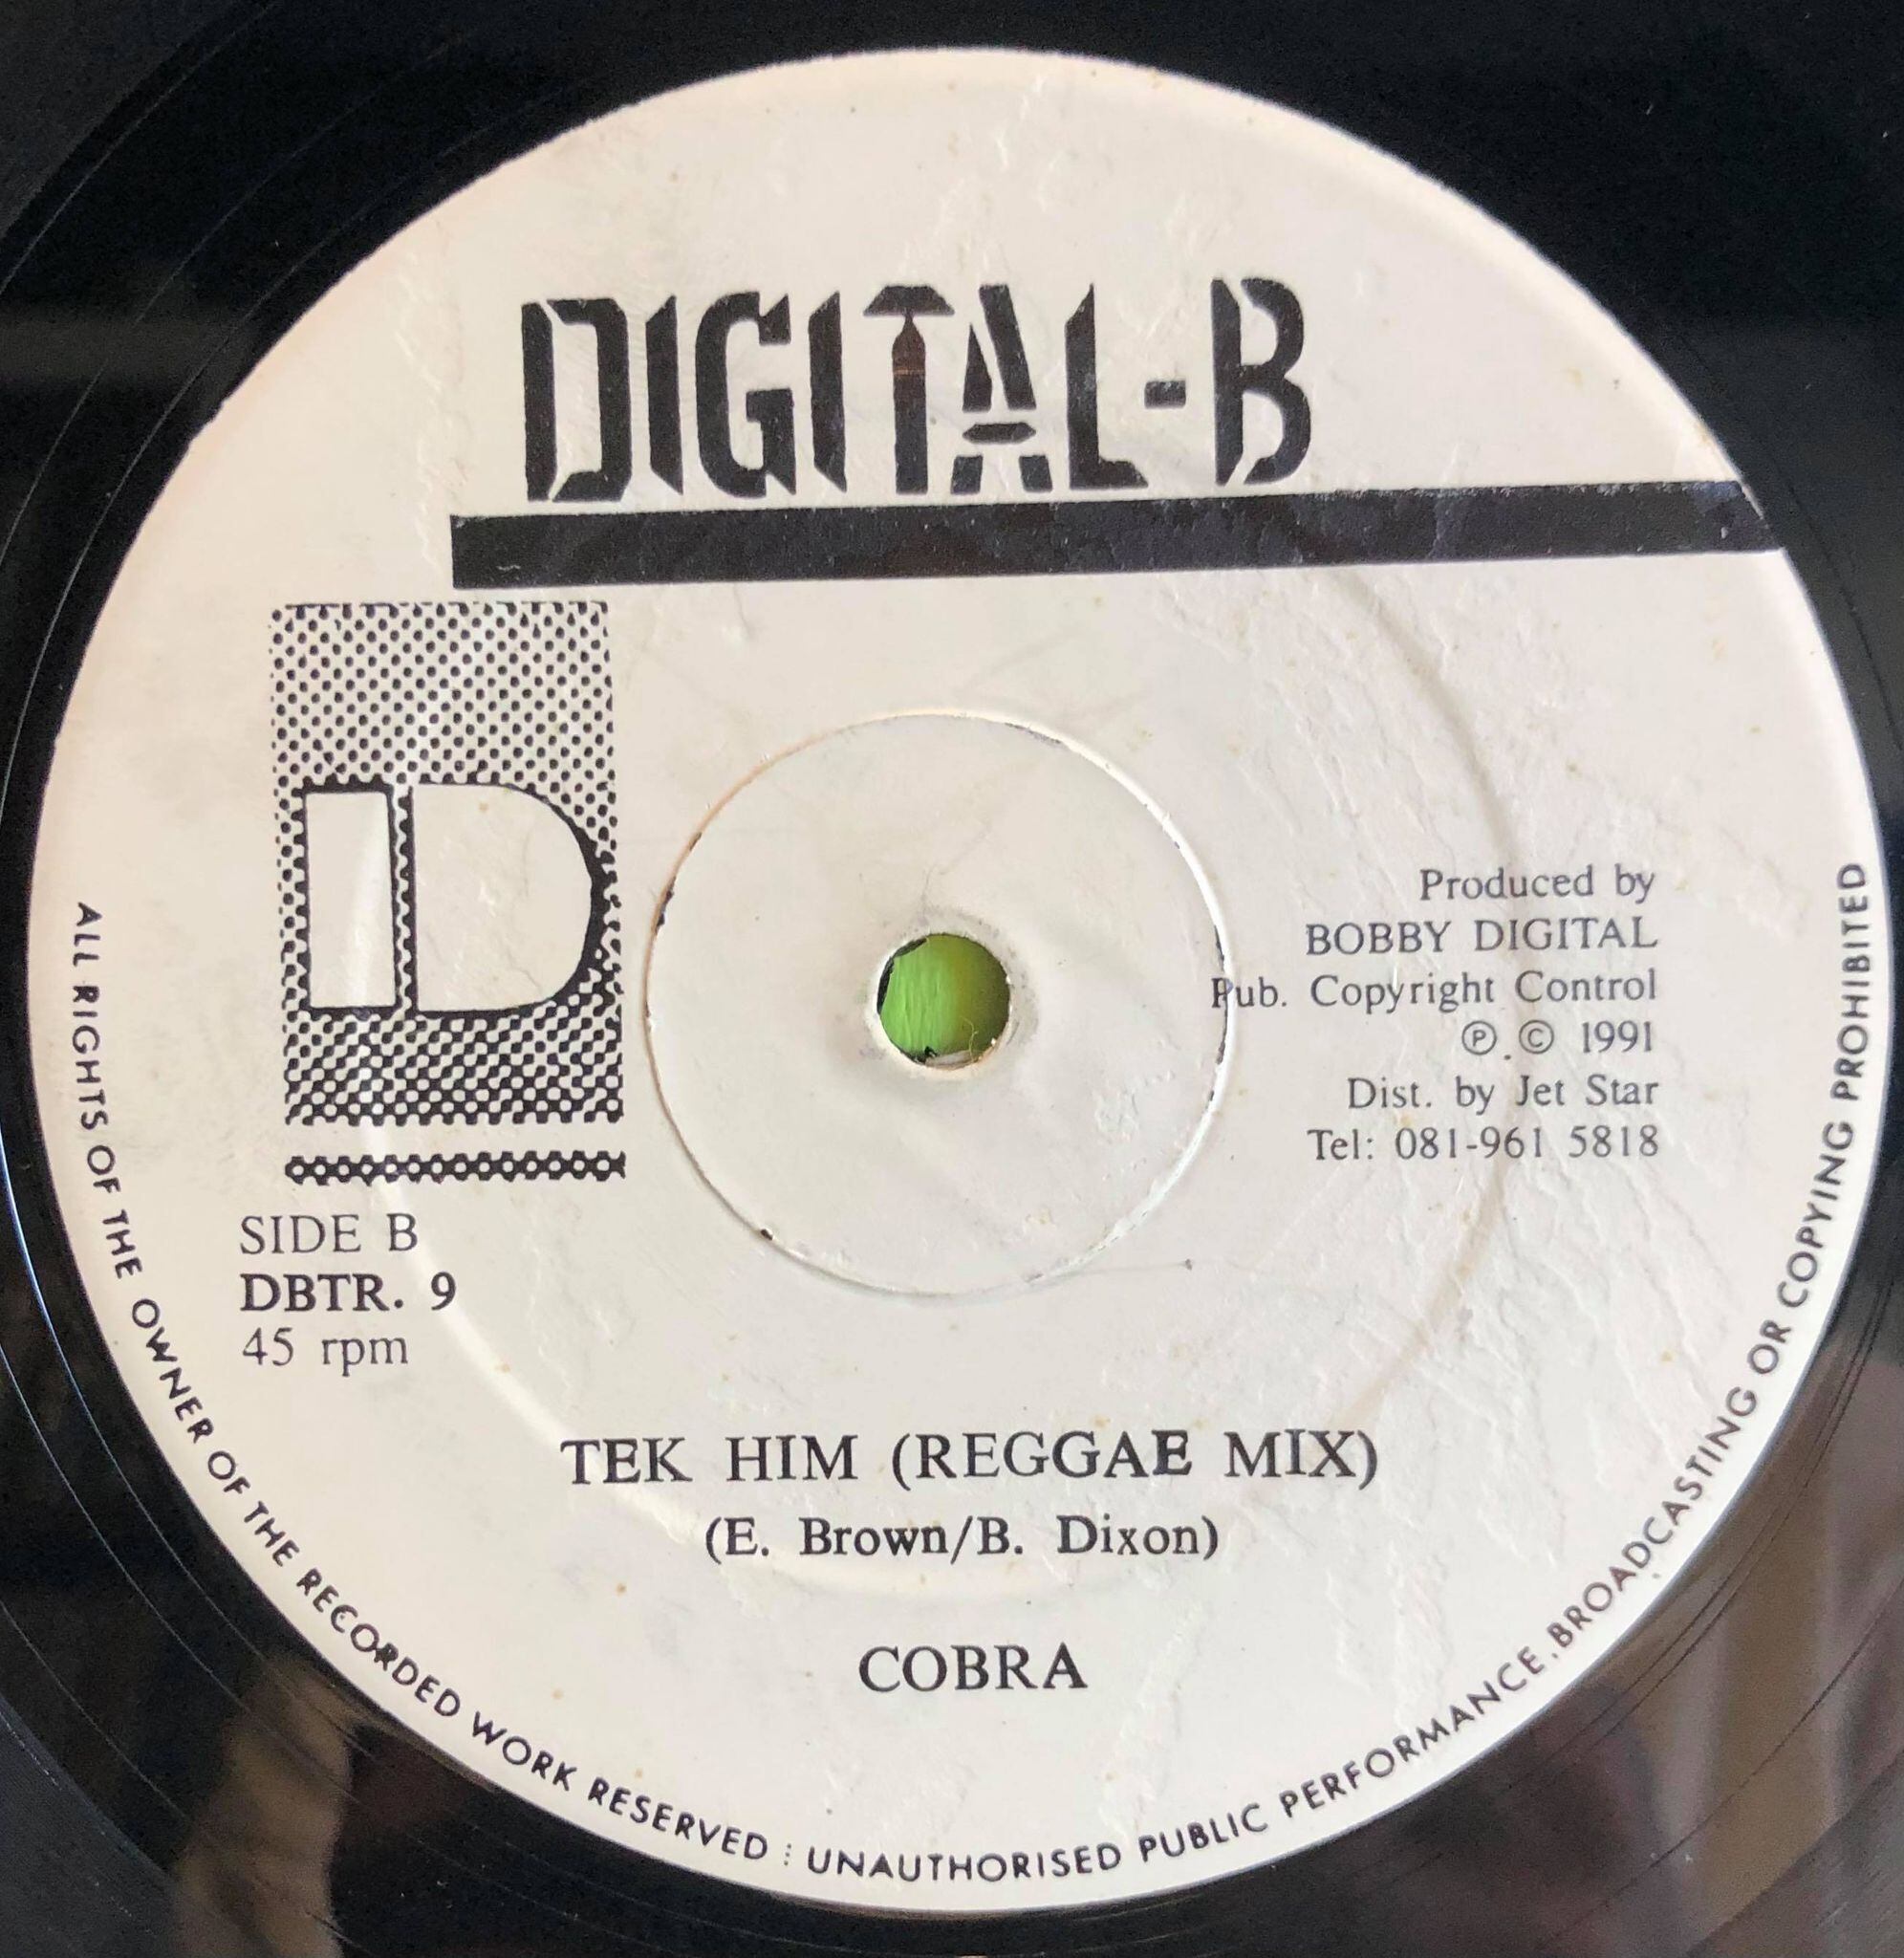 DIGITAL-B
D
Produced by
BOBBY DIGITAL
Pub. Copyright Control
℗.© 1991
Dist. by Jet Star
Tel: 081-961 5818
SIDE B
DBTR. 9
45 rpm
TEK HIM (REGGAE MIX)
(E. Brown/B. Dixon)
COBRA
ALL RIGHTS OF THE OWNER OF THE RECORDED WORK RESERVED : UNAUTHORISED PUBLIC PERFORMANCE, BROADCASTING OR COPYING PROHIBITED